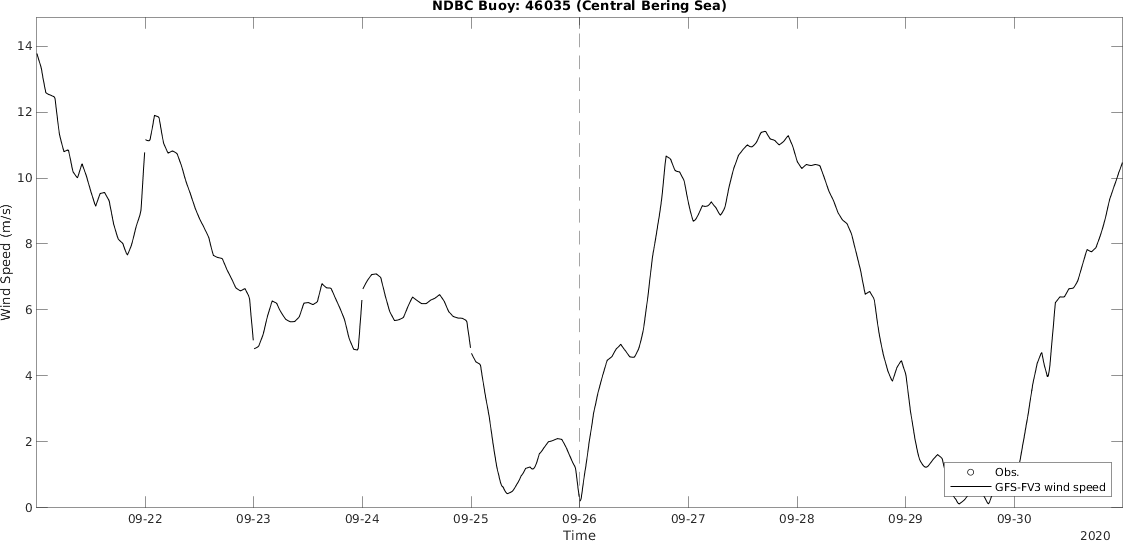 NDBC Buoy: 46035 (Central Bering Sea)
Wind Speed (m/s)
14
12
10
8
6
4
2
0
Obs.
GFS-FV3 wind speed
09-22 09-23 09-24 09-25 09-26 09-27 09-28 09-29 09-30
Time
2020